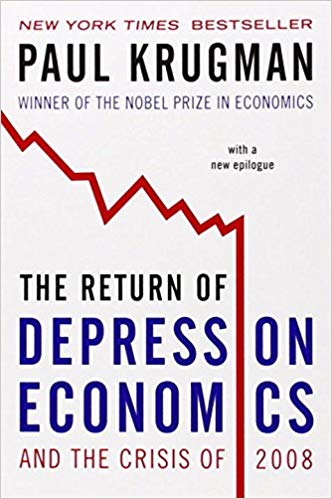 NEW YORK TIMES BESTSELLER
PAUL KRUGMAN
WINNER OF THE NOBEL PRIZE IN ECONOMICS
with a
new epilogue
THE RETURN OF
DEPRESSION
ECONOMICS
AND THE CRISIS OF 2008